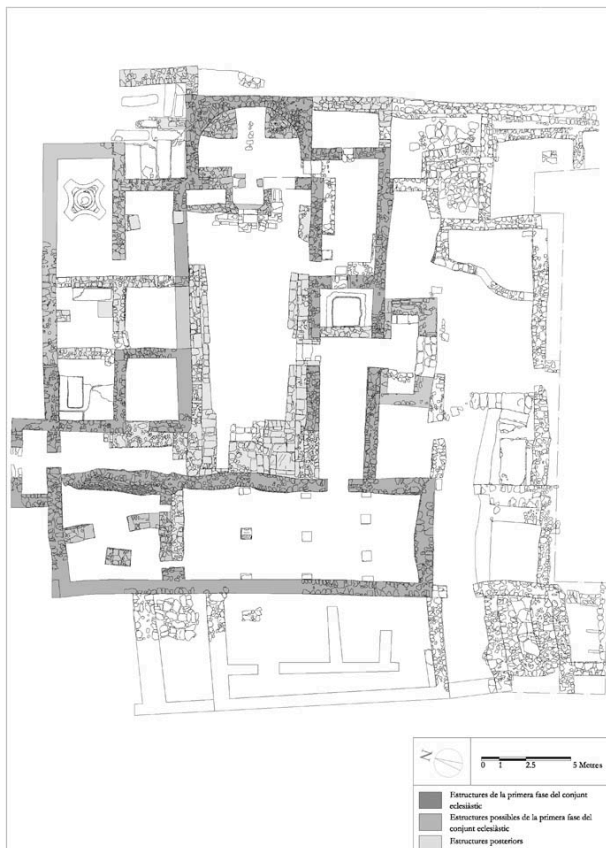 N
0 1 2.5 5 Metres
Estructures de la primera fase del conjunt
eclesiàstic
Estructures possibles de la primera fase del
conjunt eclesiàstic
Estructures posteriors